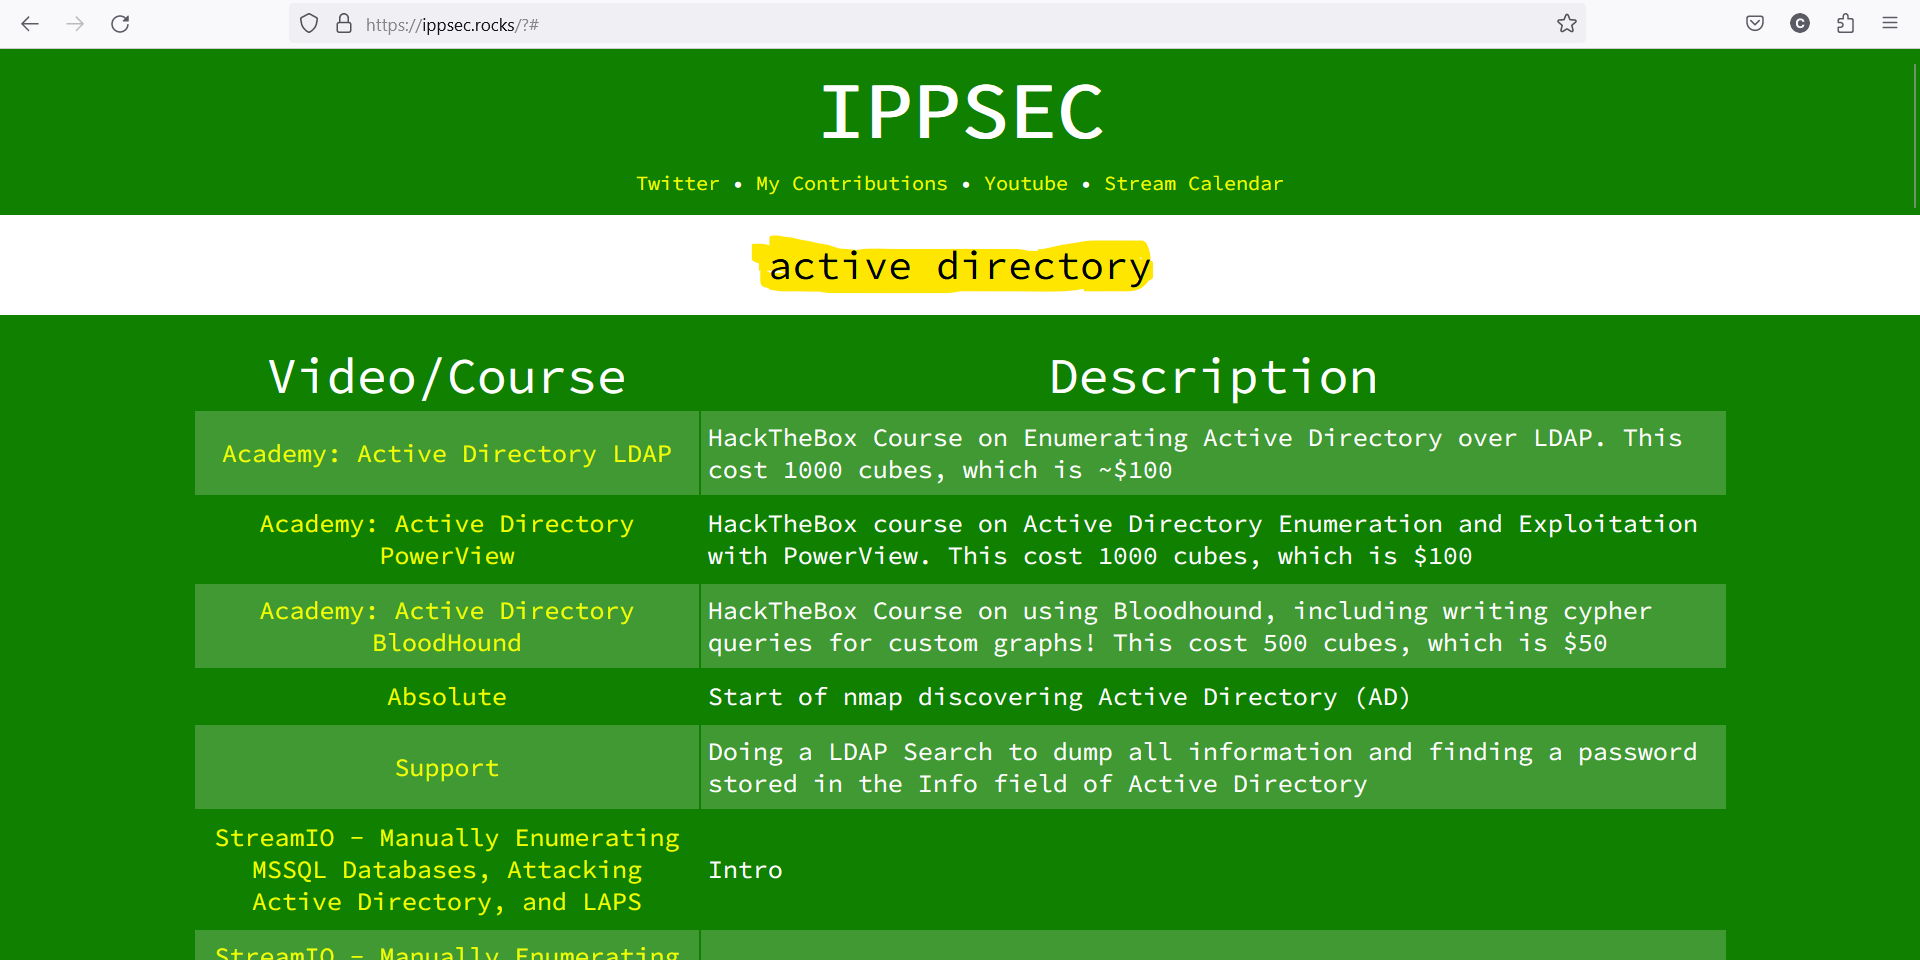 https://ippsec.rocks/?#
C
IPPSEC
Twitter • My Contributions • Youtube • Stream Calendar
active directory
Video/Course Description
Academy: Active Directory LDAP
HackTheBox Course on Enumerating Active Directory over LDAP. This
cost 1000 cubes, which is ~$100
Academy: Active Directory
PowerView
HackTheBox course on Active Directory Enumeration and Exploitation
with PowerView. This cost 1000 cubes, which is $100
Academy: Active Directory
BloodHound
HackTheBox Course on using Bloodhound, including writing cypher
queries for custom graphs! This cost 500 cubes, which is $50
Absolute
Start of nmap discovering Active Directory (AD)
Support
Doing a LDAP Search to dump all information and finding a password
stored in the Info field of Active Directory
StreamIO - Manually Enumerating
MSSQL Databases, Attacking
Active Directory, and LAPS
Intro
StreamIO - Manually Enumerating